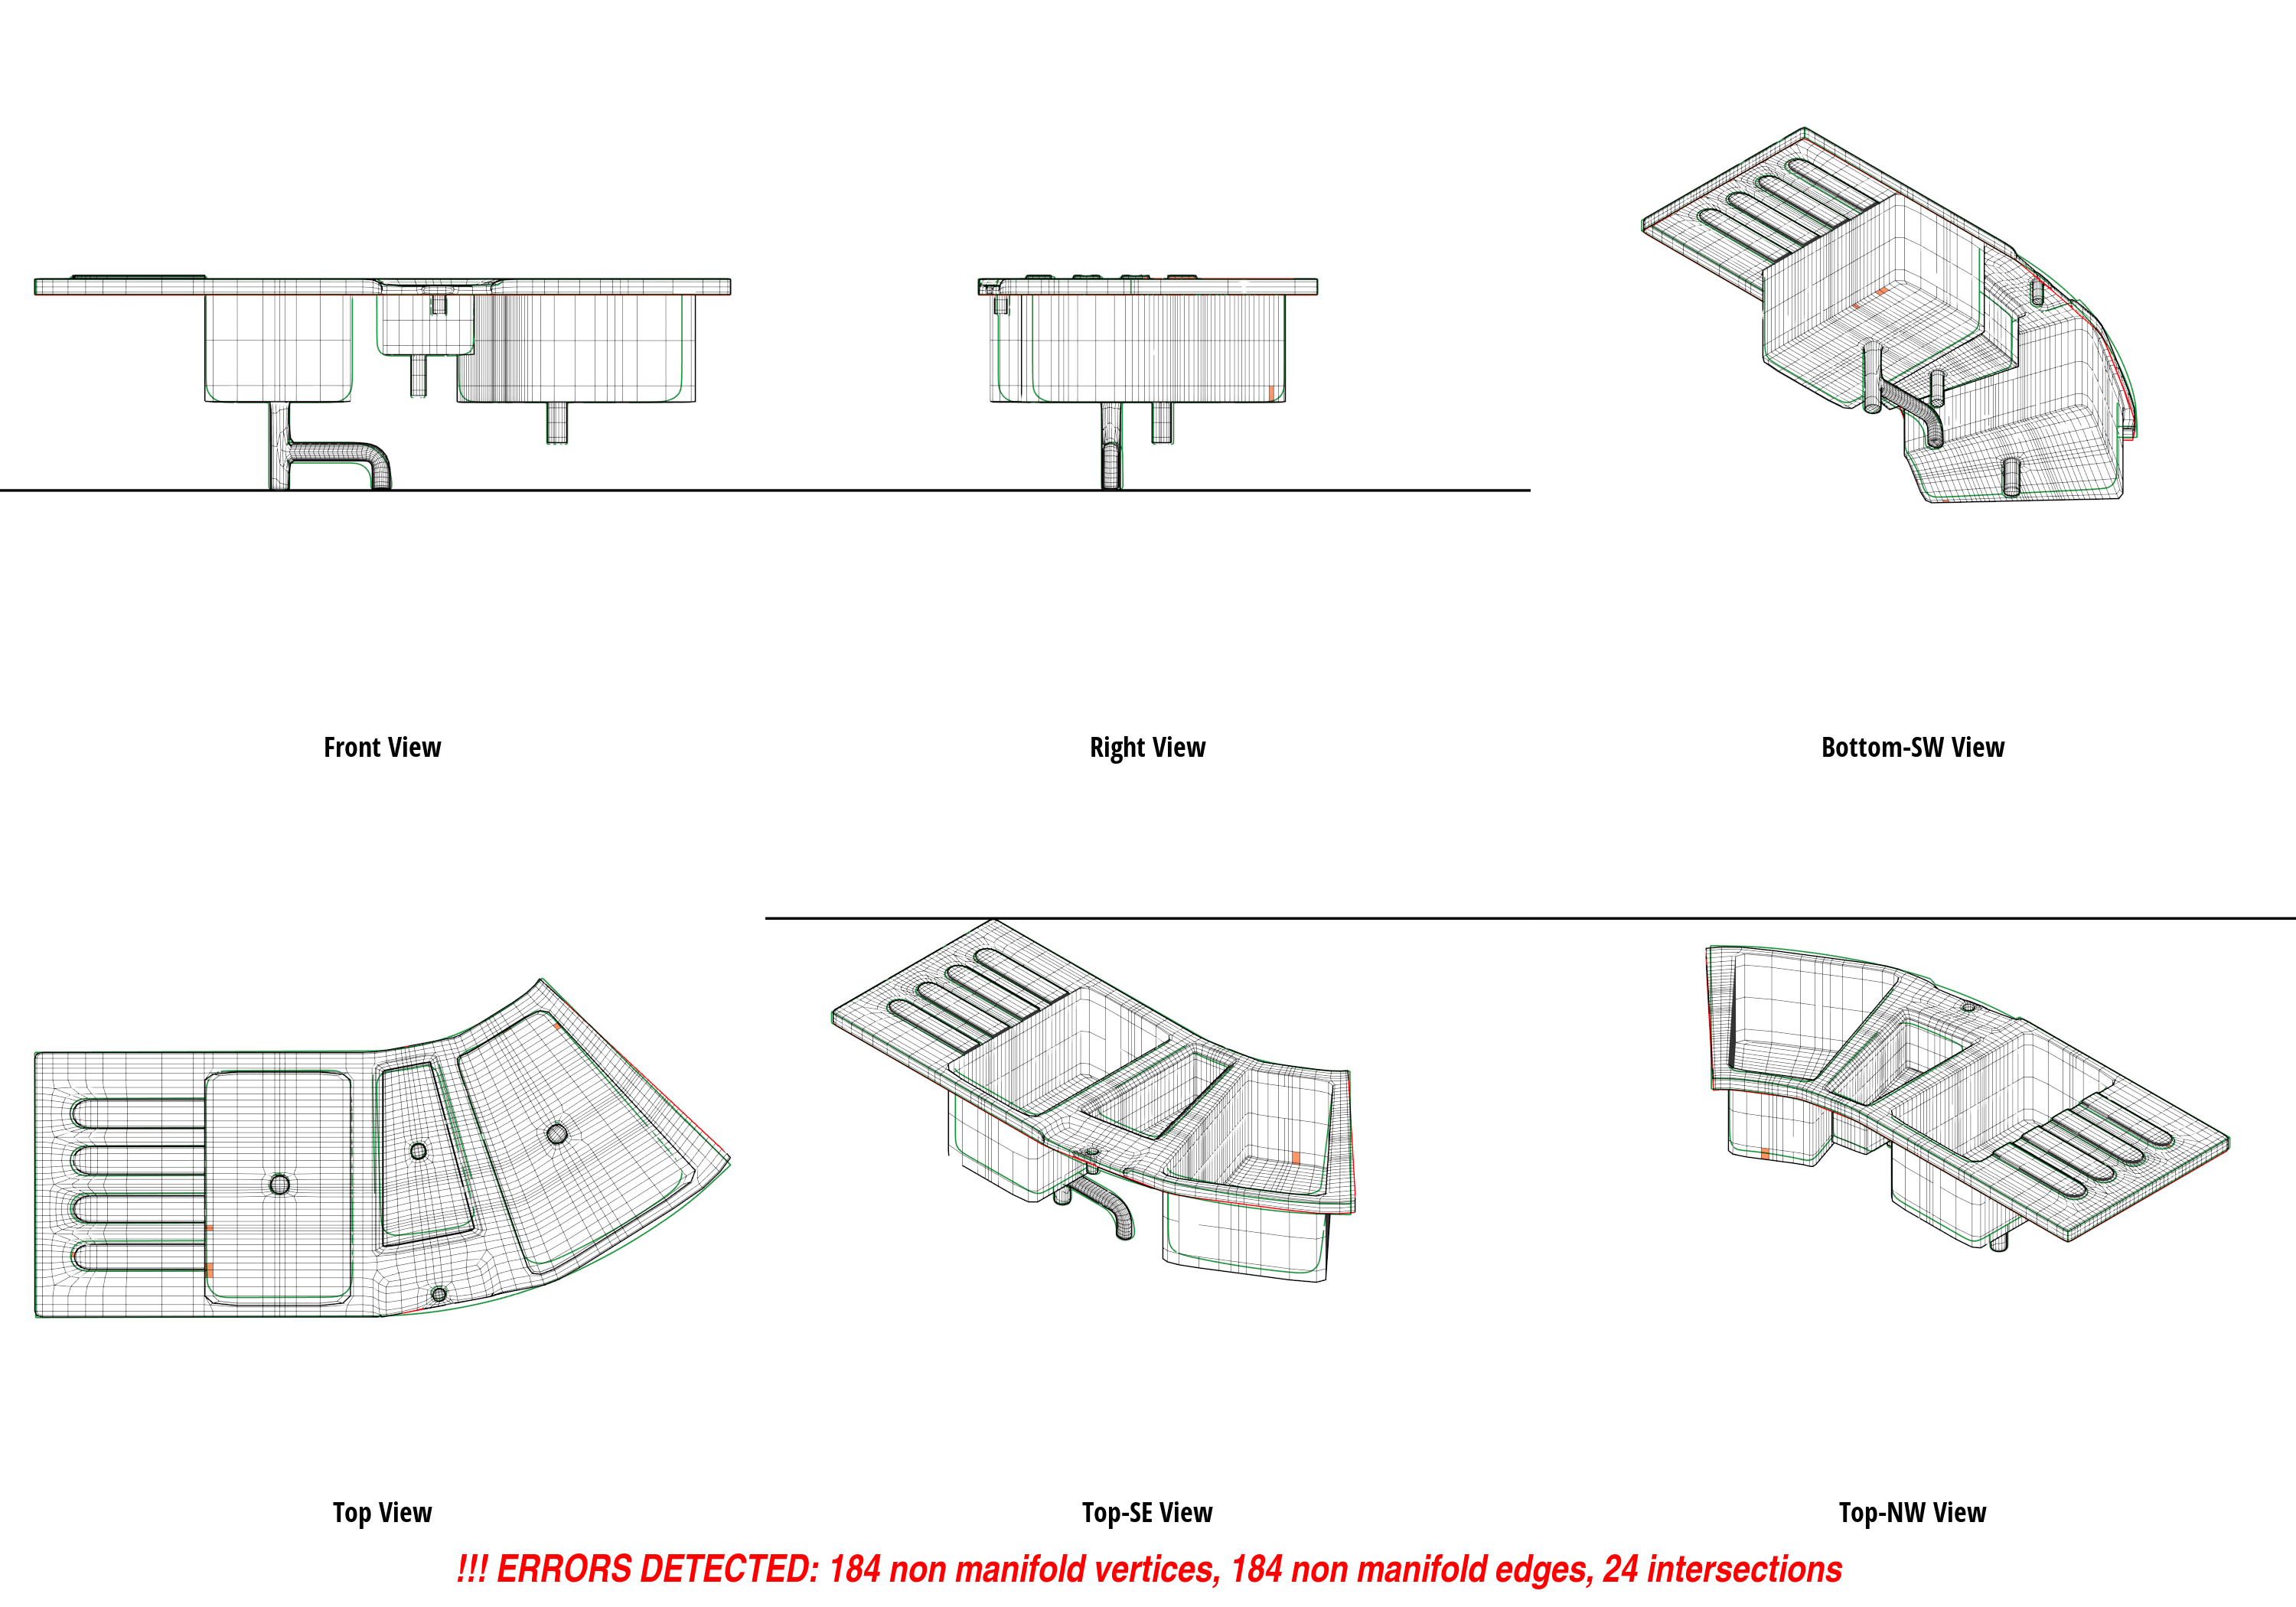 Front View
Right View
Bottom-SW View
Top View
Top-SE View
Top-NW View
!!! ERRORS DETECTED: 184 non manifold vertices, 184 non manifold edges, 24 intersections